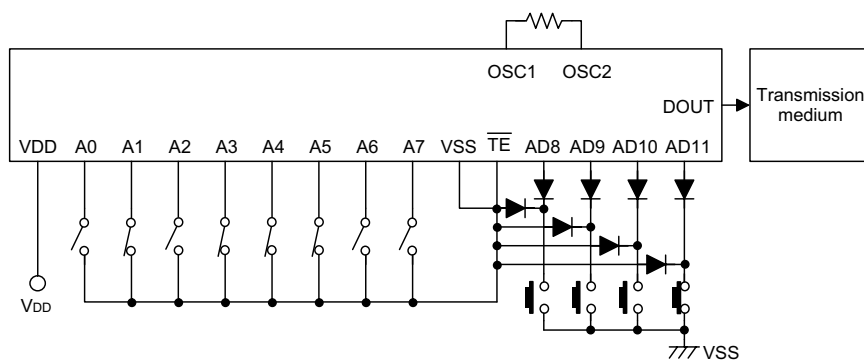 OSC1 OSC2
DOUT
Transmission
medium
VDD A0 A1 A2 A3 A4 A5 A6 A7 VSS T̅E̅ AD8 AD9 AD10 AD11
VDD
VSS